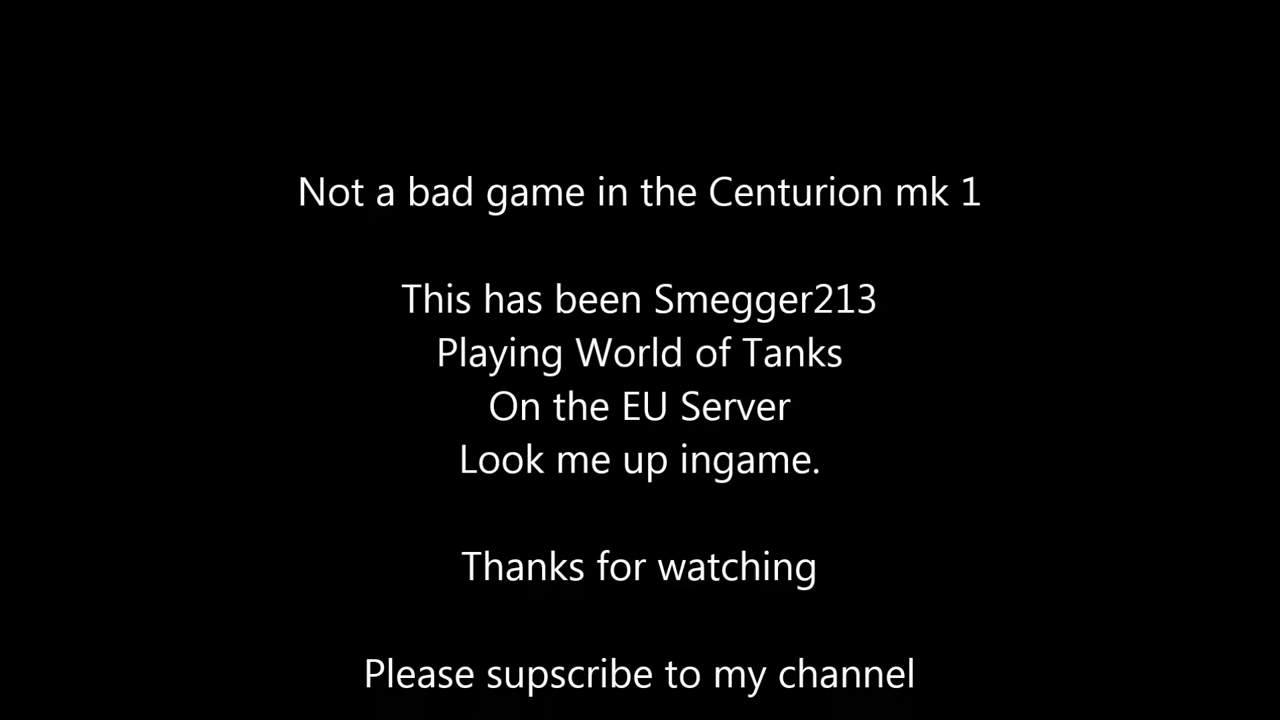 Not a bad game in the Centurion mk 1
This has been Smegger213
Playing World of Tanks
On the EU Server
Look me up ingame.
Thanks for watching
Please supscribe to my channel